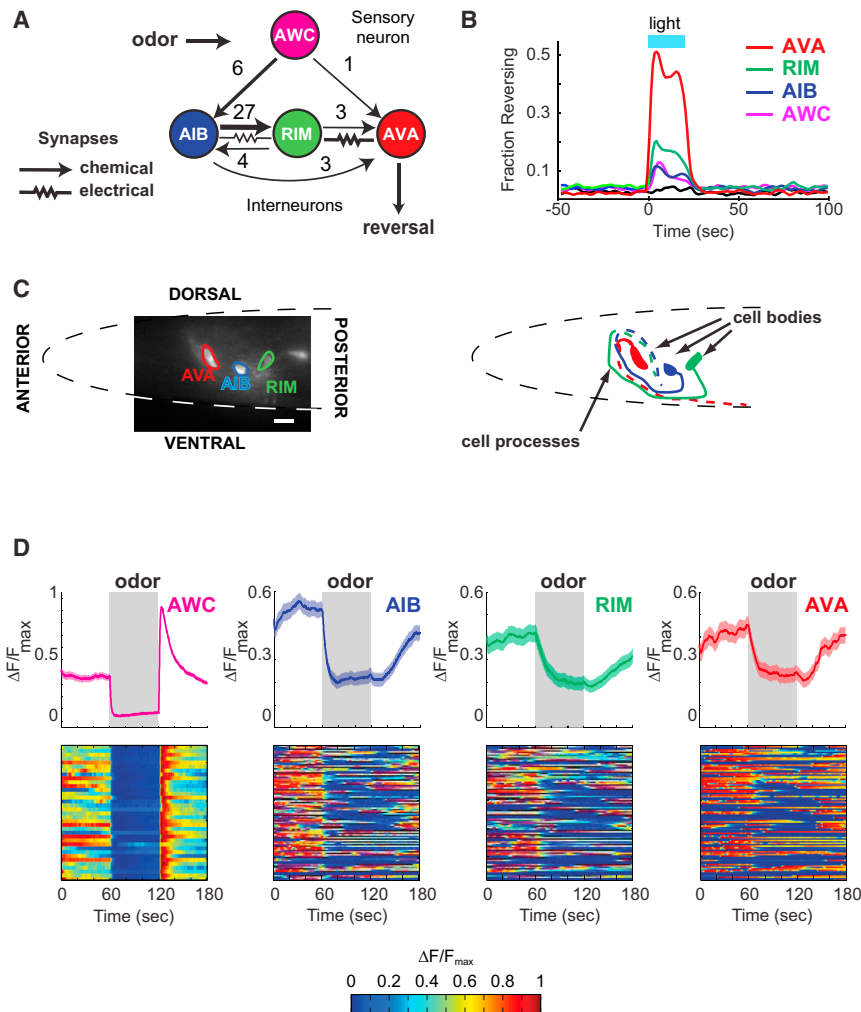 A
odor
AWC
Sensory
neuron
6
1
AIB
27
RIM
3
AVA
4
3
Synapses
chemical
electrical
Interneurons
reversal
B
light
Fraction Reversing
0.5
0.3
0.1
-50
0
50
100
Time (sec)
AVA
RIM
AIB
AWC
C
DORSAL
ANTERIOR
POSTERIOR
AVA
AIB
RIM
VENTRAL
cell bodies
cell processes
D
odor
AWC
ΔF/Fmax
1
0.5
0
odor
AIB
ΔF/Fmax
0.6
0.3
0
odor
RIM
ΔF/Fmax
0.6
0.3
0
odor
AVA
ΔF/Fmax
0.6
0.3
0
0 60 120 180
Time (sec)
0 60 120 180
Time (sec)
0 60 120 180
Time (sec)
0 60 120 180
Time (sec)
ΔF/Fmax
0 0.2 0.4 0.6 0.8 1